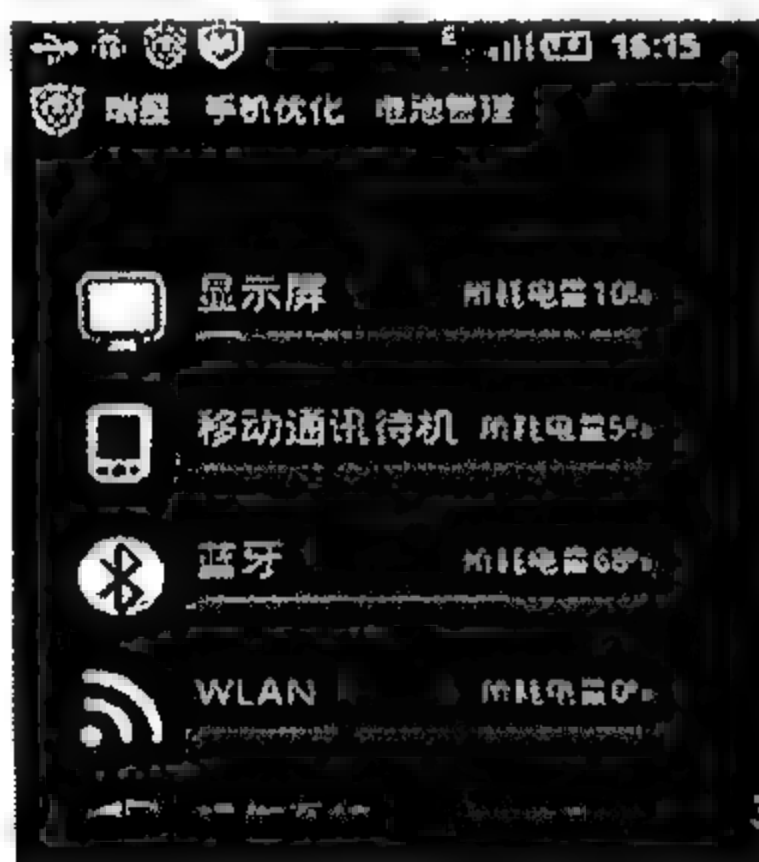 16:15
瑞星 手机优化 电池管理
显示屏 所耗电量10%
移动通讯待机 所耗电量5%
蓝牙 所耗电量68%
WLAN 所耗电量0%